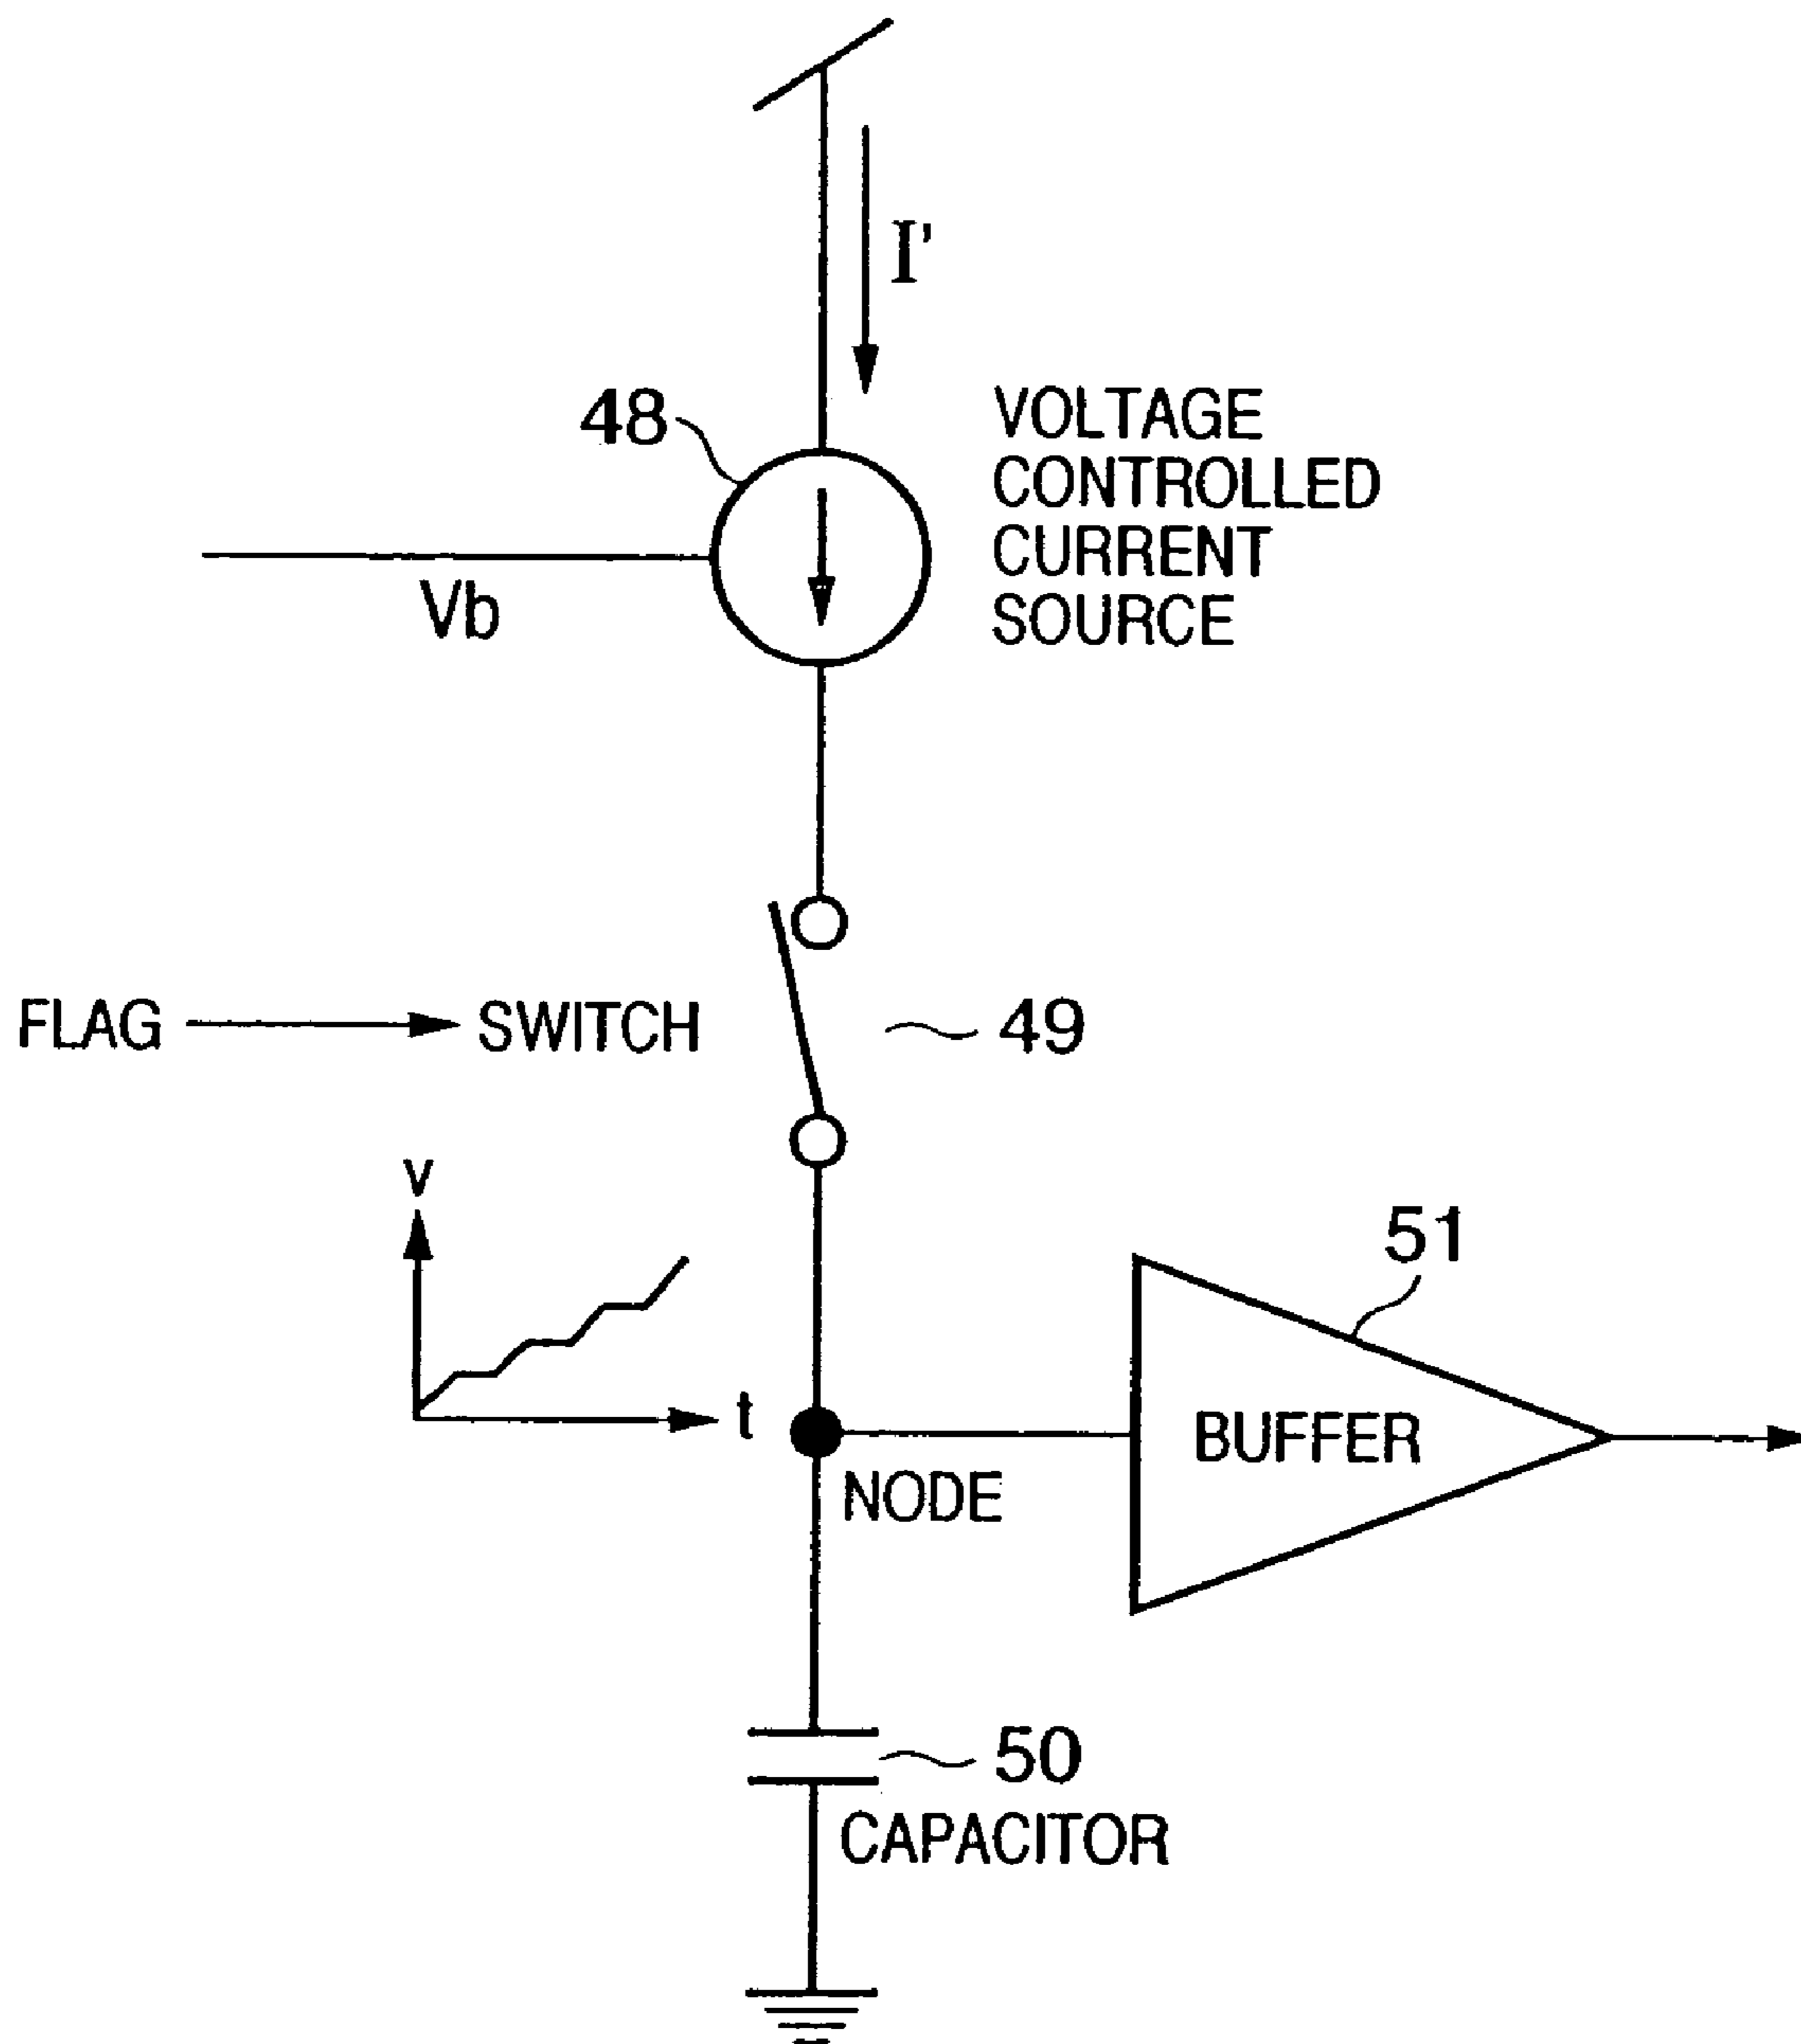 I'
48
VOLTAGE
CONTROLLED
CURRENT
SOURCE
Vb
FLAG
SWITCH
49
v
t
51
BUFFER
NODE
50
CAPACITOR